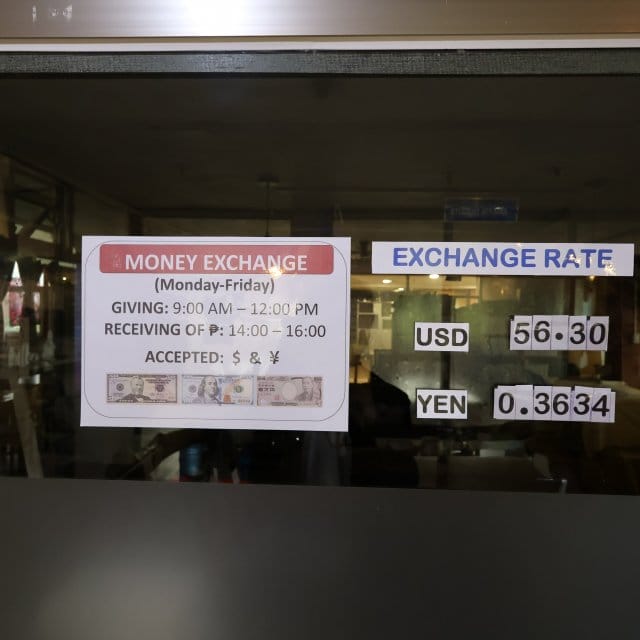 MONEY EXCHANGE
(Monday-Friday)
GIVING: 9:00 AM – 12:00 PM
RECEIVING OF ₱: 14:00 – 16:00
ACCEPTED: $ & ¥
EXCHANGE RATE
USD 56.30
YEN 0.3634